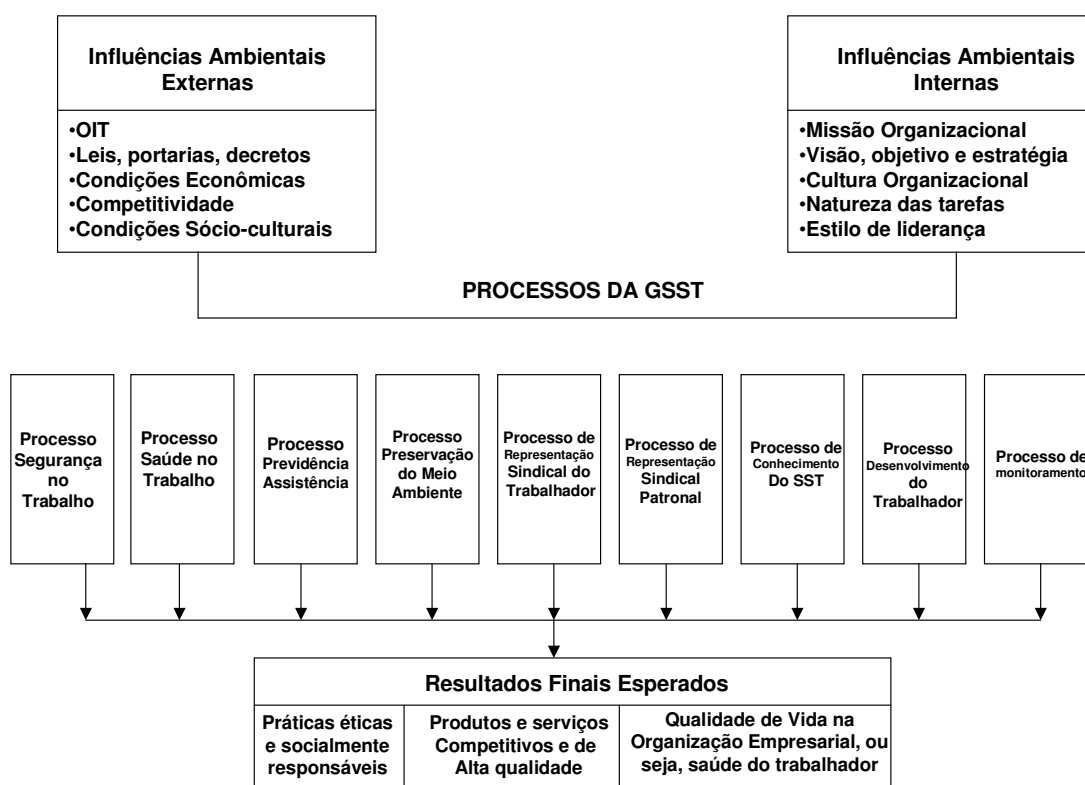 Influências Ambientais
Externas
•OIT
•Leis, portarias, decretos
•Condições Econômicas
•Competitividade
•Condições Sócio-culturais
Influências Ambientais
Internas
•Missão Organizacional
•Visão, objetivo e estratégia
•Cultura Organizacional
•Natureza das tarefas
•Estilo de liderança
PROCESSOS DA GSST
Processo
Segurança
no
Trabalho
Processo
Saúde no
Trabalho
Processo
Previdência
Assistência
Processo
Preservação
do Meio
Ambiente
Processo de
Representação
Sindical do
Trabalhador
Processo de
Representação
Sindical
Patronal
Processo de
Conhecimento
Do SST
Processo
Desenvolvimento
do
Trabalhador
Processo de
monitoramento
Resultados Finais Esperados
Práticas éticas
e socialmente
responsáveis
Produtos e serviços
Competitivos e de
Alta qualidade
Qualidade de Vida na
Organização Empresarial, ou
seja, saúde do trabalhador